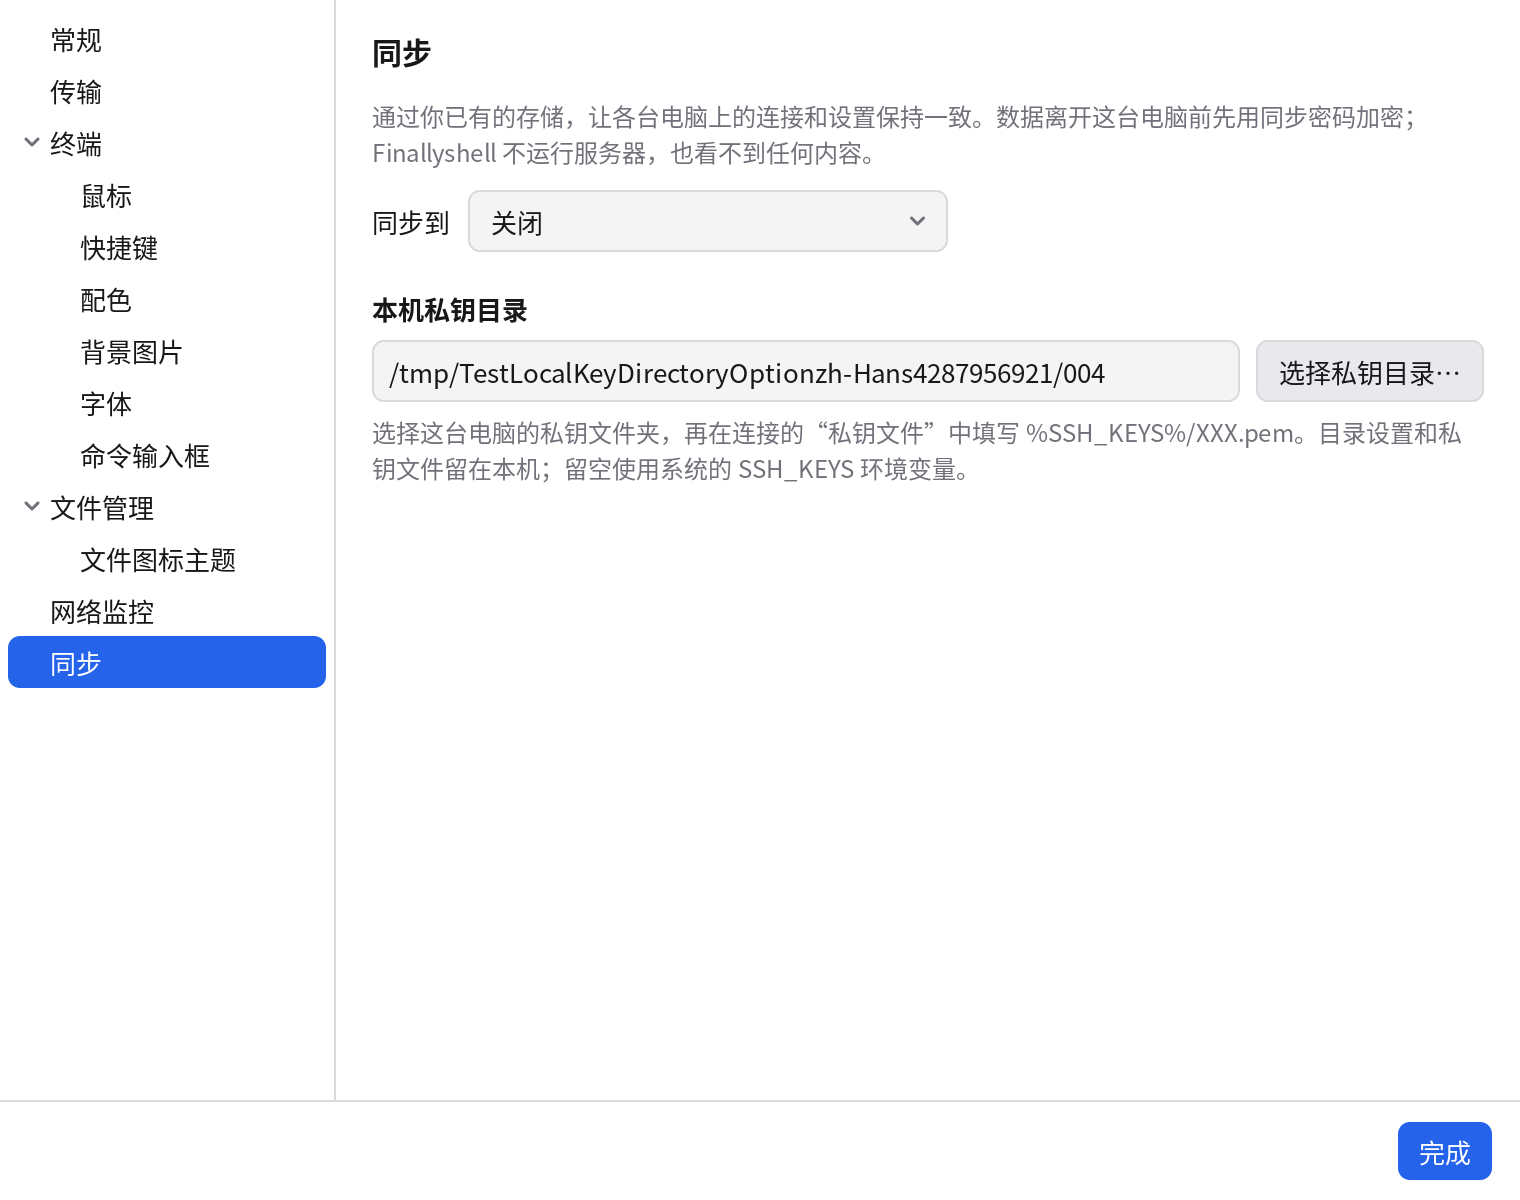 常规
传输
终端
鼠标
快捷键
配色
背景图片
字体
命令输入框
文件管理
文件图标主题
网络监控
同步
同步
通过你已有的存储，让各台电脑上的连接和设置保持一致。数据离开这台电脑前先用同步密码加密；
Finallyshell 不运行服务器，也看不到任何内容。
同步到
关闭
本机私钥目录
/tmp/TestLocalKeyDirectoryOptionzh-Hans4287956921/004
选择私钥目录…
选择这台电脑的私钥文件夹，再在连接的“私钥文件”中填写 %SSH_KEYS%/XXX.pem。目录设置和私
钥文件留在本机；留空使用系统的 SSH_KEYS 环境变量。
完成